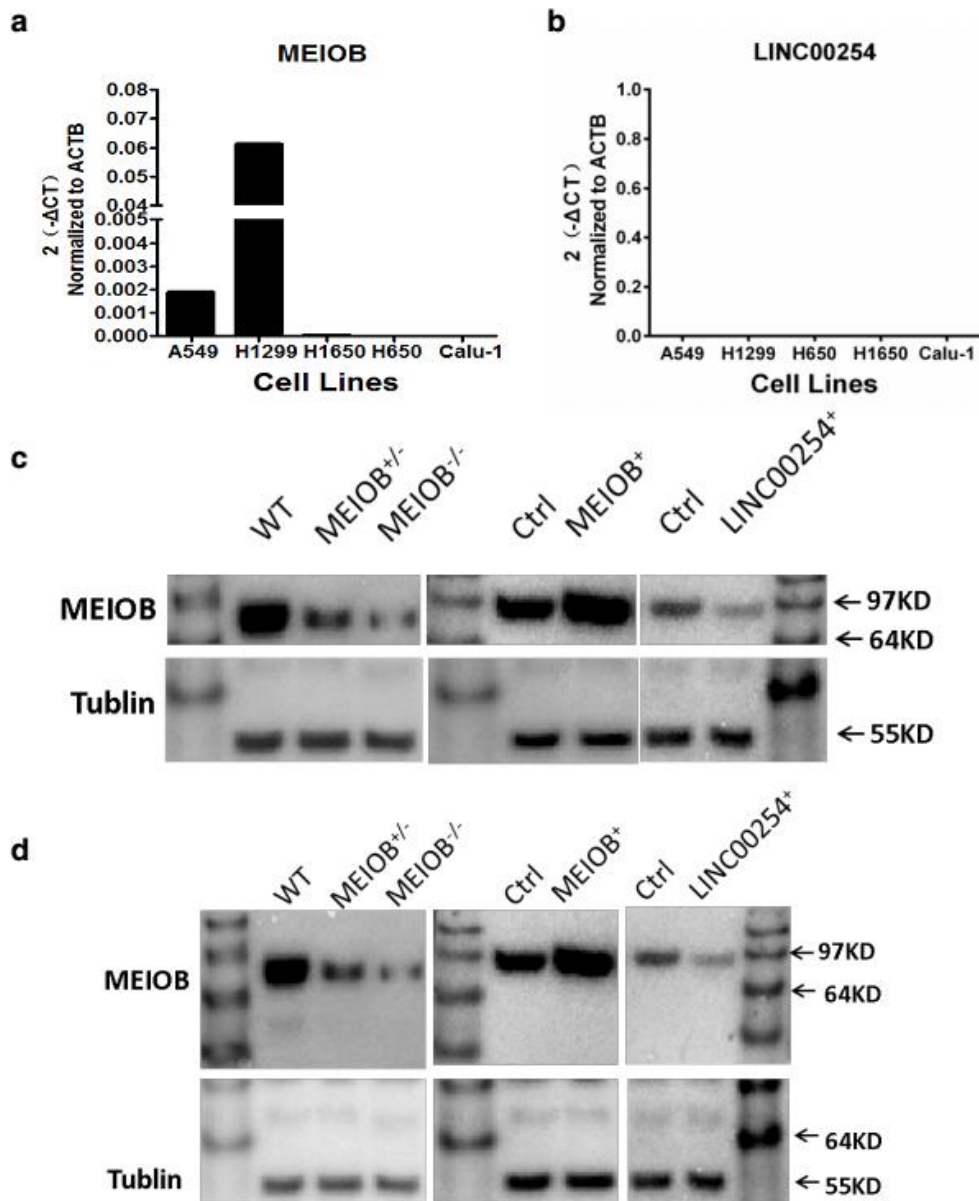 a
MEIOB
2 (-ΔCT)
Normalized to ACTB
0.08
0.06
0.04
0.005
0.004
0.003
0.002
0.001
0.000
A549 H1299 H1650 H650 Calu-1
Cell Lines
b
LINC00254
2 (-ΔCT)
Normalized to ACTB
1.0
0.8
0.6
0.4
0.2
0.0
A549 H1299 H650 H1650 Calu-1
Cell Lines
c
WT MEIOB+/- MEIOB-/- Ctrl MEIOB+ Ctrl LINC00254+
MEIOB ←97KD
←64KD
Tublin
←55KD
d
WT MEIOB+/- MEIOB-/- Ctrl MEIOB+ Ctrl LINC00254+
←97KD
MEIOB
←64KD
←64KD
Tublin ←55KD